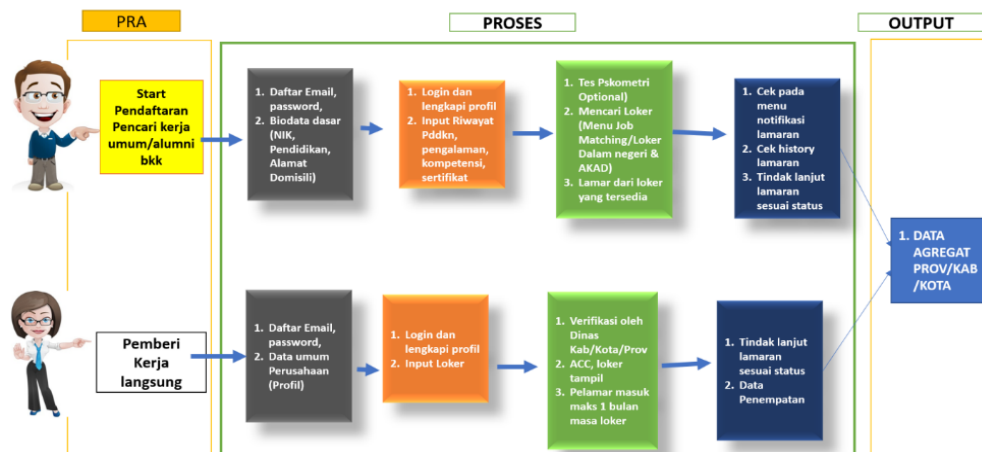 PRA
PROSES
OUTPUT
Start
Pendaftaran
Pencari kerja
umum/alumni
bkk
1. Daftar Email,
password,
2. Biodata dasar
(NIK,
Pendidikan,
Alamat
Domisili)
1. Login dan
lengkapi profil
2. Input Riwayat
Pddkn,
pengalaman,
kompetensi,
sertifikat
1. Tes Pskometri
Optional)
2. Mencari Loker
(Menu Job
Matching/Loker
Dalam negeri &
AKAD)
3. Lamar dari loker
yang tersedia
1. Cek pada
menu
notifikasi
lamaran
2. Cek history
lamaran
3. Tindak lanjut
lamaran
sesuai status
1. DATA
AGREGAT
PROV/KAB
/KOTA
Pemberi
Kerja
langsung
1. Daftar Email,
password,
2. Data umum
Perusahaan
(Profil)
1. Login dan
lengkapi profil
2. Input Loker
1. Verifikasi oleh
Dinas
Kab/Kota/Prov
2. ACC, loker
tampil
3. Pelamar masuk
maks 1 bulan
masa loker
1. Tindak lanjut
lamaran
sesuai status
2. Data
Penempatan